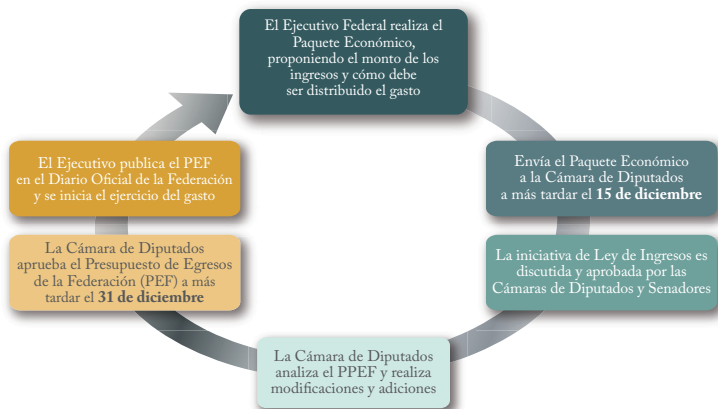 El Ejecutivo Federal realiza el
Paquete Económico,
proponiendo el monto de los
ingresos y cómo debe
ser distribuido el gasto
Envía el Paquete Económico
a la Cámara de Diputados
a más tardar el 15 de diciembre
La iniciativa de Ley de Ingresos es
discutida y aprobada por las
Cámaras de Diputados y Senadores
La Cámara de Diputados
analiza el PPEF y realiza
modificaciones y adiciones
La Cámara de Diputados
aprueba el Presupuesto de Egresos
de la Federación (PEF) a más
tardar el 31 de diciembre
El Ejecutivo publica el PEF
en el Diario Oficial de la Federación
y se inicia el ejercicio del gasto